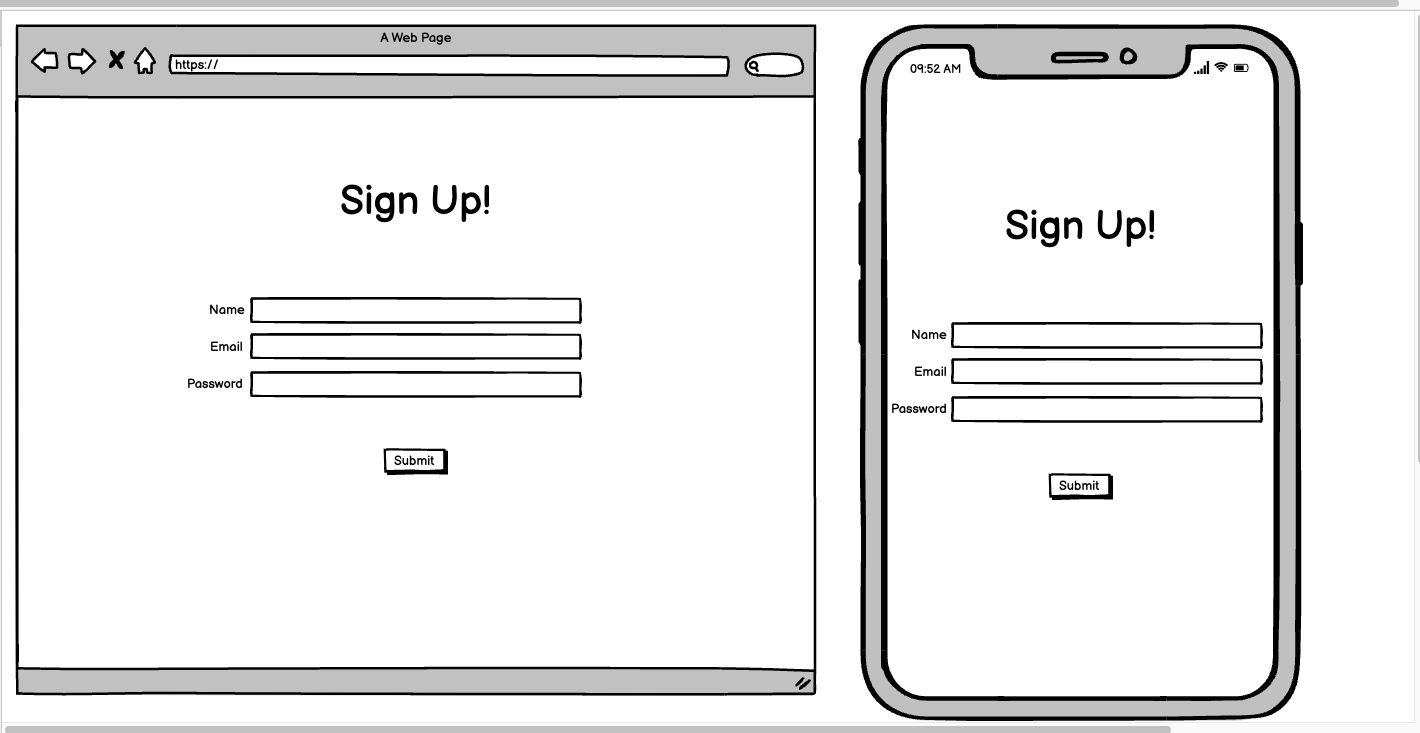 A Web Page
https://
Sign Up!
Name
Email
Password
Submit
09:52 AM
Sign Up!
Name
Email
Password
Submit